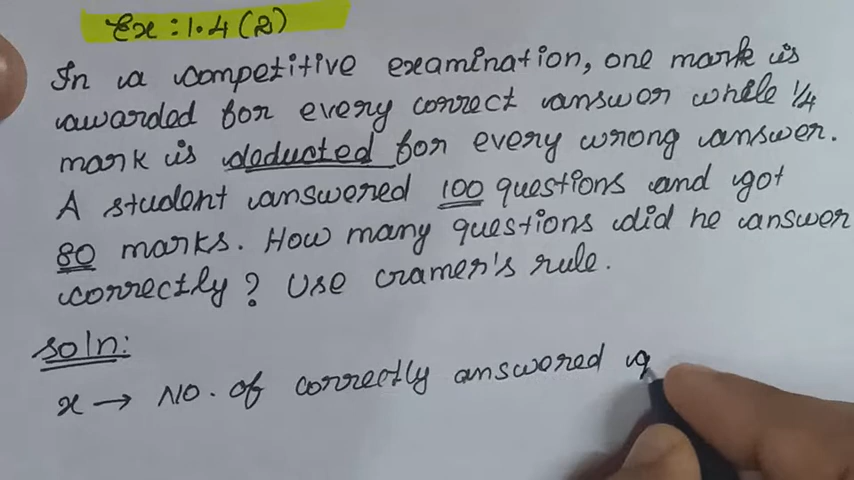 Ex : 1.4 (2)
In a competitive examination, one mark is
awarded for every correct answer while 1/4
mark is deducted for every wrong answer.
A student answered 100 questions and got
80 marks. How many questions did he answer
correctly? Use cramer's rule.
soln:
x → No. of correctly answered q